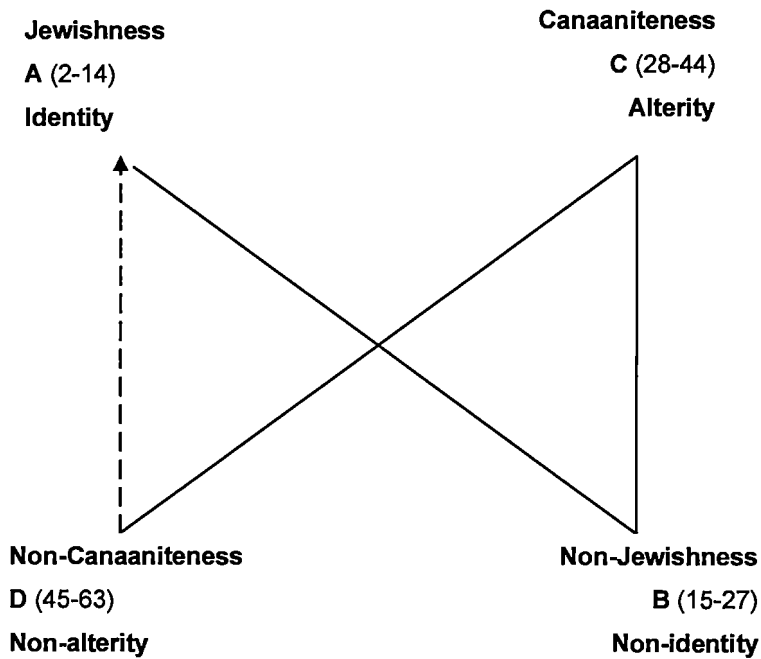 Jewishness
A (2-14)
Identity
Canaaniteness
C (28-44)
Alterity
Non-Canaaniteness
D (45-63)
Non-alterity
Non-Jewishness
B (15-27)
Non-identity